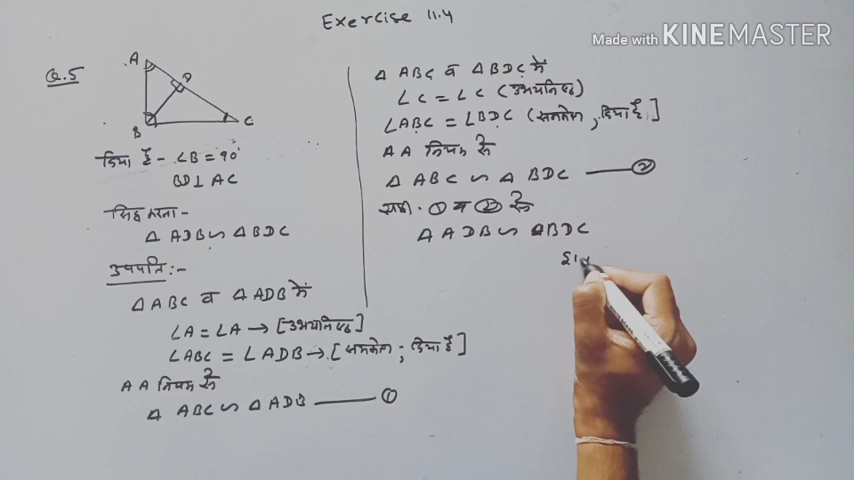 Exercise 11.4
Made with KINEMASTER
Q.5
A
D
B
C
दिया है - ∠B = 90°
BD⊥AC
सिद्ध करना -
△ ADB ∽ △BDC
उपपत्ति :-
△ABC व △ADB में
∠A = ∠A → [उभयनिष्ठ]
∠ABC = ∠ADB → [समकोण ; दिया है]
AA नियम से
△ ABC ∽ △ADB ——— ①
△ ABC व △BDC में
∠C = ∠C (उभयनिष्ठ)
∠ABC = ∠BDC (समकोण , दिया है]
AA नियम से
△ ABC ∽ △ BDC ——— ②
समी. ① व ② से
△ ADB ∽ △BDC